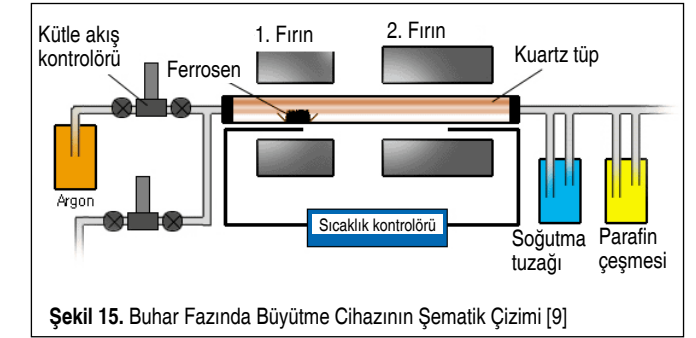 Kütle akış
kontrolörü
1. Fırın
2. Fırın
Ferrosen
Kuartz tüp
Argon
Sıcaklık kontrolörü
Soğutma
tuzağı
Parafin
çeşmesi
Şekil 15. Buhar Fazında Büyütme Cihazının Şematik Çizimi [9]